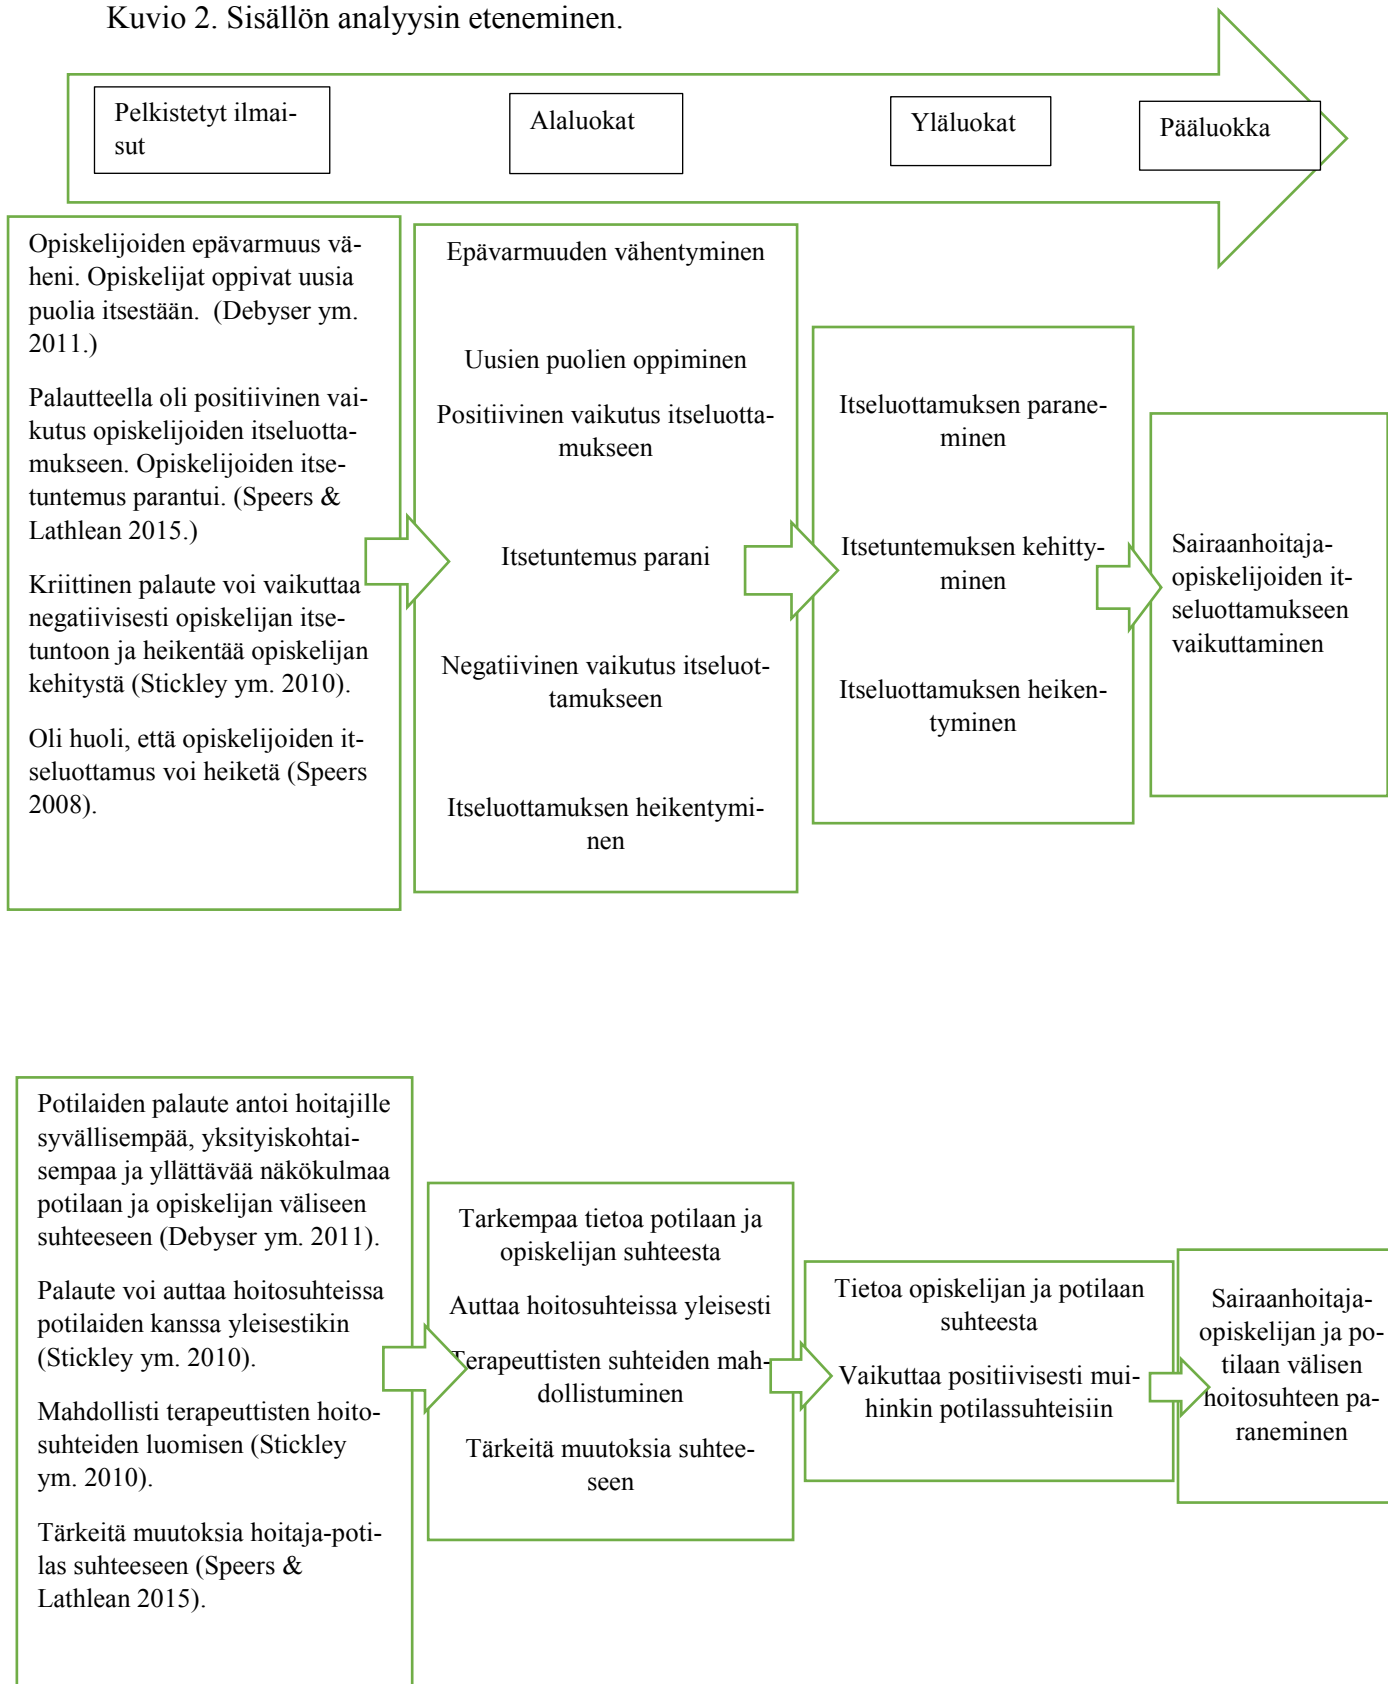 Kuvio 2. Sisällön analyysin eteneminen.
Pelkistetyt ilmai-
sut
Alaluokat
Yläluokat
Pääluokka
Opiskelijoiden epävarmuus vä-
heni. Opiskelijat oppivat uusia
puolia itsestään. (Debyser ym.
2011.)
Palautteella oli positiivinen vai-
kutus opiskelijoiden itseluotta-
mukseen. Opiskelijoiden itse-
tuntemus parantui. (Speers &
Lathlean 2015.)
Kriittinen palaute voi vaikuttaa
negatiivisesti opiskelijan itse-
tuntoon ja heikentää opiskelijan
kehitystä (Stickley ym. 2010).
Oli huoli, että opiskelijoiden it-
seluottamus voi heiketä (Speers
2008).
Epävarmuuden vähentyminen
Uusien puolien oppiminen
Positiivinen vaikutus itseluotta-
mukseen
Itsetuntemus parani
Negatiivinen vaikutus itseluot-
tamukseen
Itseluottamuksen heikentymi-
nen
Itseluottamuksen parane-
minen
Itsetuntemuksen kehitty-
minen
Itseluottamuksen heiken-
tyminen
Sairaanhoitaja-
opiskelijoiden it-
seluottamukseen
vaikuttaminen
Potilaiden palaute antoi hoitajille
syvällisempää, yksityiskohtai-
sempaa ja yllättävää näkökulmaa
potilaan ja opiskelijan väliseen
suhteeseen (Debyser ym. 2011).
Palaute voi auttaa hoitosuhteissa
potilaiden kanssa yleisestikin
(Stickley ym. 2010).
Mahdollisti terapeuttisten hoito-
suhteiden luomisen (Stickley
ym. 2010).
Tärkeitä muutoksia hoitaja-poti-
las suhteeseen (Speers &
Lathlean 2015).
Tarkempaa tietoa potilaan ja
opiskelijan suhteesta
Auttaa hoitosuhteissa yleisesti
Terapeuttisten suhteiden mah-
dollistuminen
Tärkeitä muutoksia suhtee-
seen
Tietoa opiskelijan ja potilaan
suhteesta
Vaikuttaa positiivisesti mui-
hinkin potilassuhteisiin
Sairaanhoitaja-
opiskelijan ja po-
tilaan välisen
hoitosuhteen pa-
raneminen